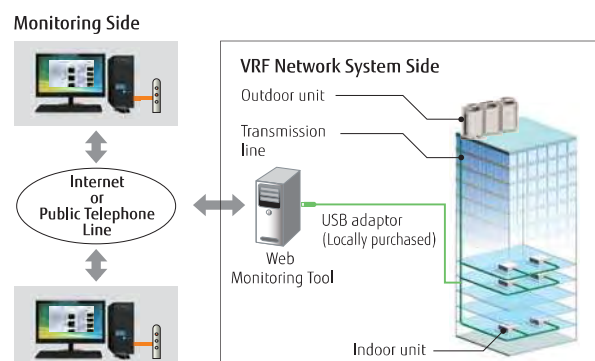 Monitoring Side
Internet
or
Public Telephone
Line
VRF Network System Side
Outdoor unit
Transmission
line
USB adaptor
(Locally purchased)
Web
Monitoring Tool
Indoor unit